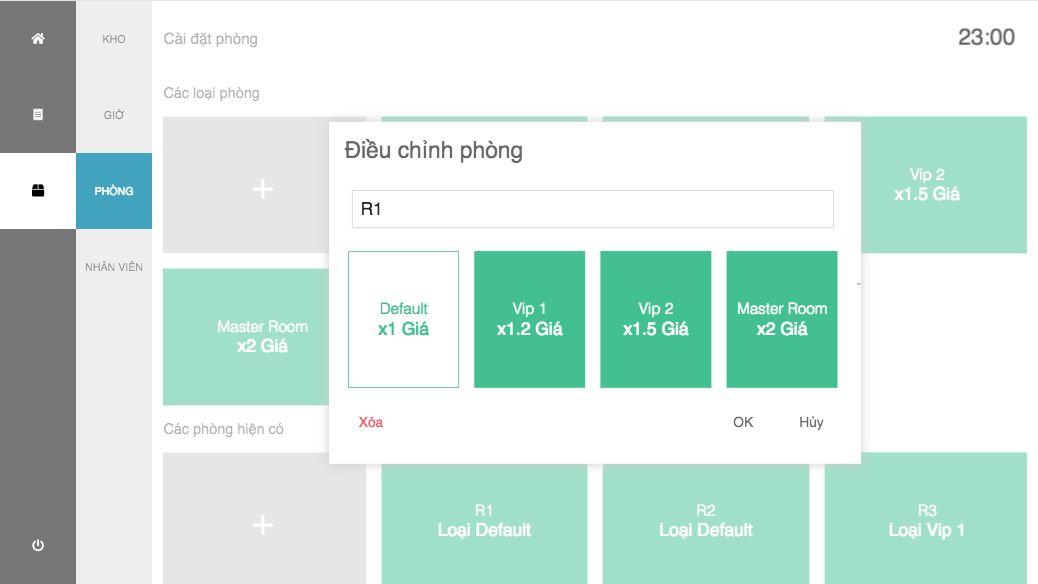 KHO
GIỜ
PHÒNG
NHÂN VIÊN
Cài đặt phòng
23:00
Các loại phòng
Vip 2
x1.5 Giá
Master Room
x2 Giá
Điều chỉnh phòng
R1
Default
x1 Giá
Vip 1
x1.2 Giá
Vip 2
x1.5 Giá
Master Room
x2 Giá
Xóa
OK
Hủy
Các phòng hiện có
R1
Loại Default
R2
Loại Default
R3
Loại Vip 1